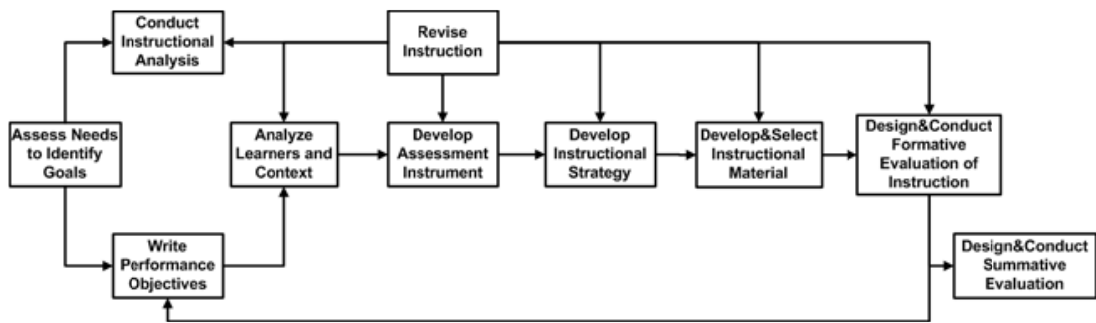 Conduct
Instructional
Analysis
Revise
Instruction
Assess Needs
to Identify
Goals
Analyze
Learners and
Context
Develop
Assessment
Instrument
Develop
Instructional
Strategy
Develop&Select
Instructional
Material
Design&Conduct
Formative
Evaluation of
Instruction
Write
Performance
Objectives
Design&Conduct
Summative
Evaluation